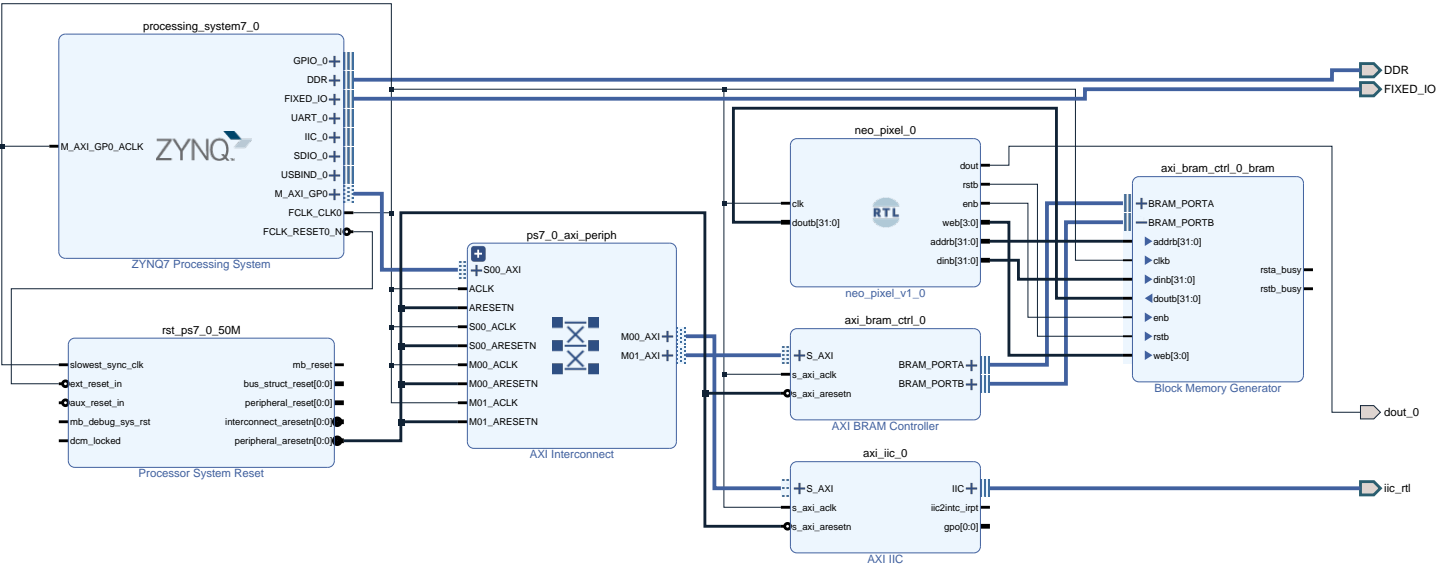 processing_system7_0
GPIO_0
DDR
FIXED_IO
UART_0
IIC_0
SDIO_0
USBIND_0
M_AXI_GP0
FCLK_CLK0
FCLK_RESET0_N
M_AXI_GP0_ACLK
ZYNQ
ZYNQ7 Processing System
rst_ps7_0_50M
slowest_sync_clk
ext_reset_in
aux_reset_in
mb_debug_sys_rst
dcm_locked
mb_reset
bus_struct_reset[0:0]
peripheral_reset[0:0]
interconnect_aresetn[0:0]
peripheral_aresetn[0:0]
Processor System Reset
ps7_0_axi_periph
S00_AXI
ACLK
ARESETN
S00_ACLK
S00_ARESETN
M00_ACLK
M00_ARESETN
M01_ACLK
M01_ARESETN
M00_AXI
M01_AXI
AXI Interconnect
neo_pixel_0
clk
doutb[31:0]
RTL
dout
rstb
enb
web[3:0]
addrb[31:0]
dinb[31:0]
neo_pixel_v1_0
axi_bram_ctrl_0
S_AXI
s_axi_aclk
s_axi_aresetn
BRAM_PORTA
BRAM_PORTB
AXI BRAM Controller
axi_iic_0
S_AXI
s_axi_aclk
s_axi_aresetn
IIC
iic2intc_irpt
gpo[0:0]
AXI IIC
axi_bram_ctrl_0_bram
BRAM_PORTA
BRAM_PORTB
addrb[31:0]
clkb
dinb[31:0]
doutb[31:0]
enb
rstb
web[3:0]
rsta_busy
rstb_busy
Block Memory Generator
DDR
FIXED_IO
dout_0
iic_rtl